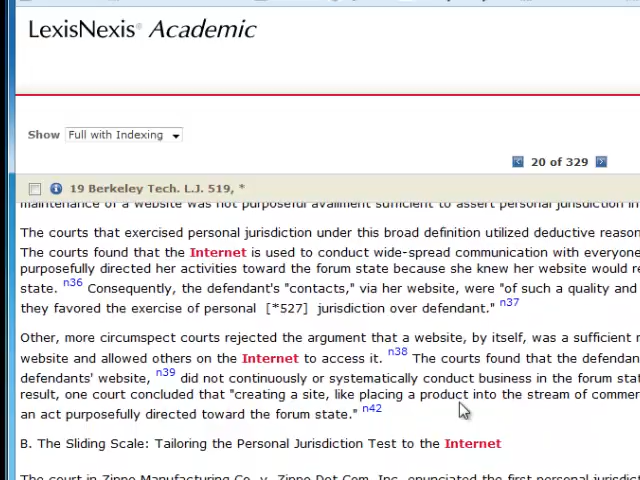 LexisNexis® Academic
Show Full with Indexing
20 of 329
19 Berkeley Tech. L.J. 519, *
maintenance of a website was not purposeful availment sufficient to assert personal jurisdiction in
The courts that exercised personal jurisdiction under this broad definition utilized deductive
The courts found that the Internet is used to conduct wide-spread communication with everyone
purposefully directed her activities toward the forum state because she knew her website would
state. n36 Consequently, the defendant's "contacts," via her website, were "of such a quality and
they favored the exercise of personal [*527] jurisdiction over defendant." n37
Other, more circumspect courts rejected the argument that a website, by itself, was a sufficient
website and allowed others on the Internet to access it. n38 The courts found that the
defendants' website, n39 did not continuously or systematically conduct business in the forum
result, one court concluded that "creating a site, like placing a product into the stream of
an act purposefully directed toward the forum state." n42
B. The Sliding Scale: Tailoring the Personal Jurisdiction Test to the Internet
The court in Zippo Manufacturing Co. v. Zippo Dot Com, Inc. enunciated the first personal